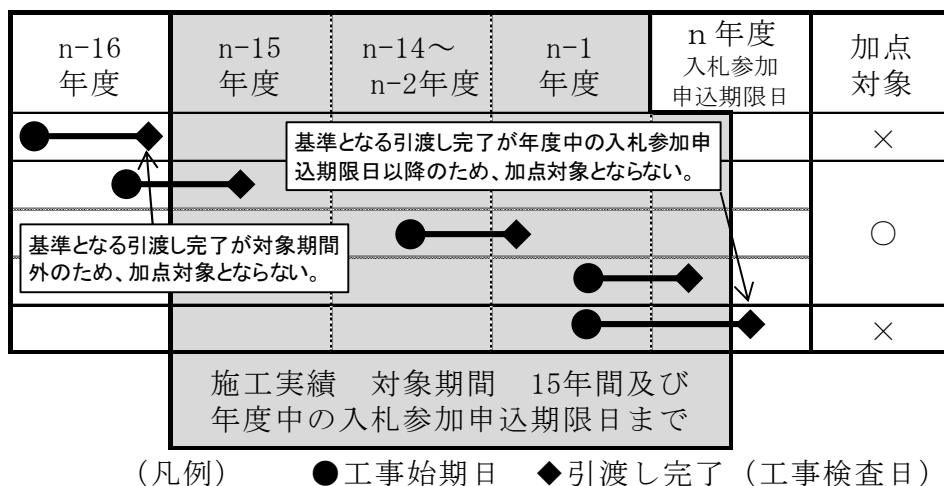 n-16
年度
n-15
年度
n-14～
n-2年度
n-1
年度
n 年度
入札参加
申込期限日
加点
対象
×
基準となる引渡し完了が年度中の入札参加申
込期限日以降のため、加点対象とならない。
基準となる引渡し完了が対象期間
外のため、加点対象とならない。
○
×
施工実績 対象期間 15年間及び
年度中の入札参加申込期限日まで
(凡例) ●工事始期日 ◆引渡し完了（工事検査日）